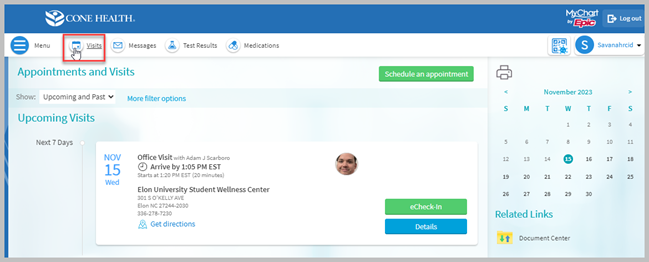 CONE HEALTH®
MyChart by Epic
Log out
Menu
Visits
Messages
Test Results
Medications
S
Savanahrcid
Appointments and Visits
Schedule an appointment
Show: Upcoming and Past
More filter options
Upcoming Visits
Next 7 Days
NOV
15
Wed
Office Visit with Adam J Scarboro
Arrive by 1:05 PM EST
Starts at 1:20 PM EST (20 minutes)
Elon University Student Wellness Center
301 S O'KELLY AVE
Elon NC 27244-2030
336-278-7230
Get directions
eCheck-In
Details
< November 2023 >
S M T W T F S
1 2 3 4
5 6 7 8 9 10 11
12 13 14 15 16 17 18
19 20 21 22 23 24 25
26 27 28 29 30
Related Links
Document Center